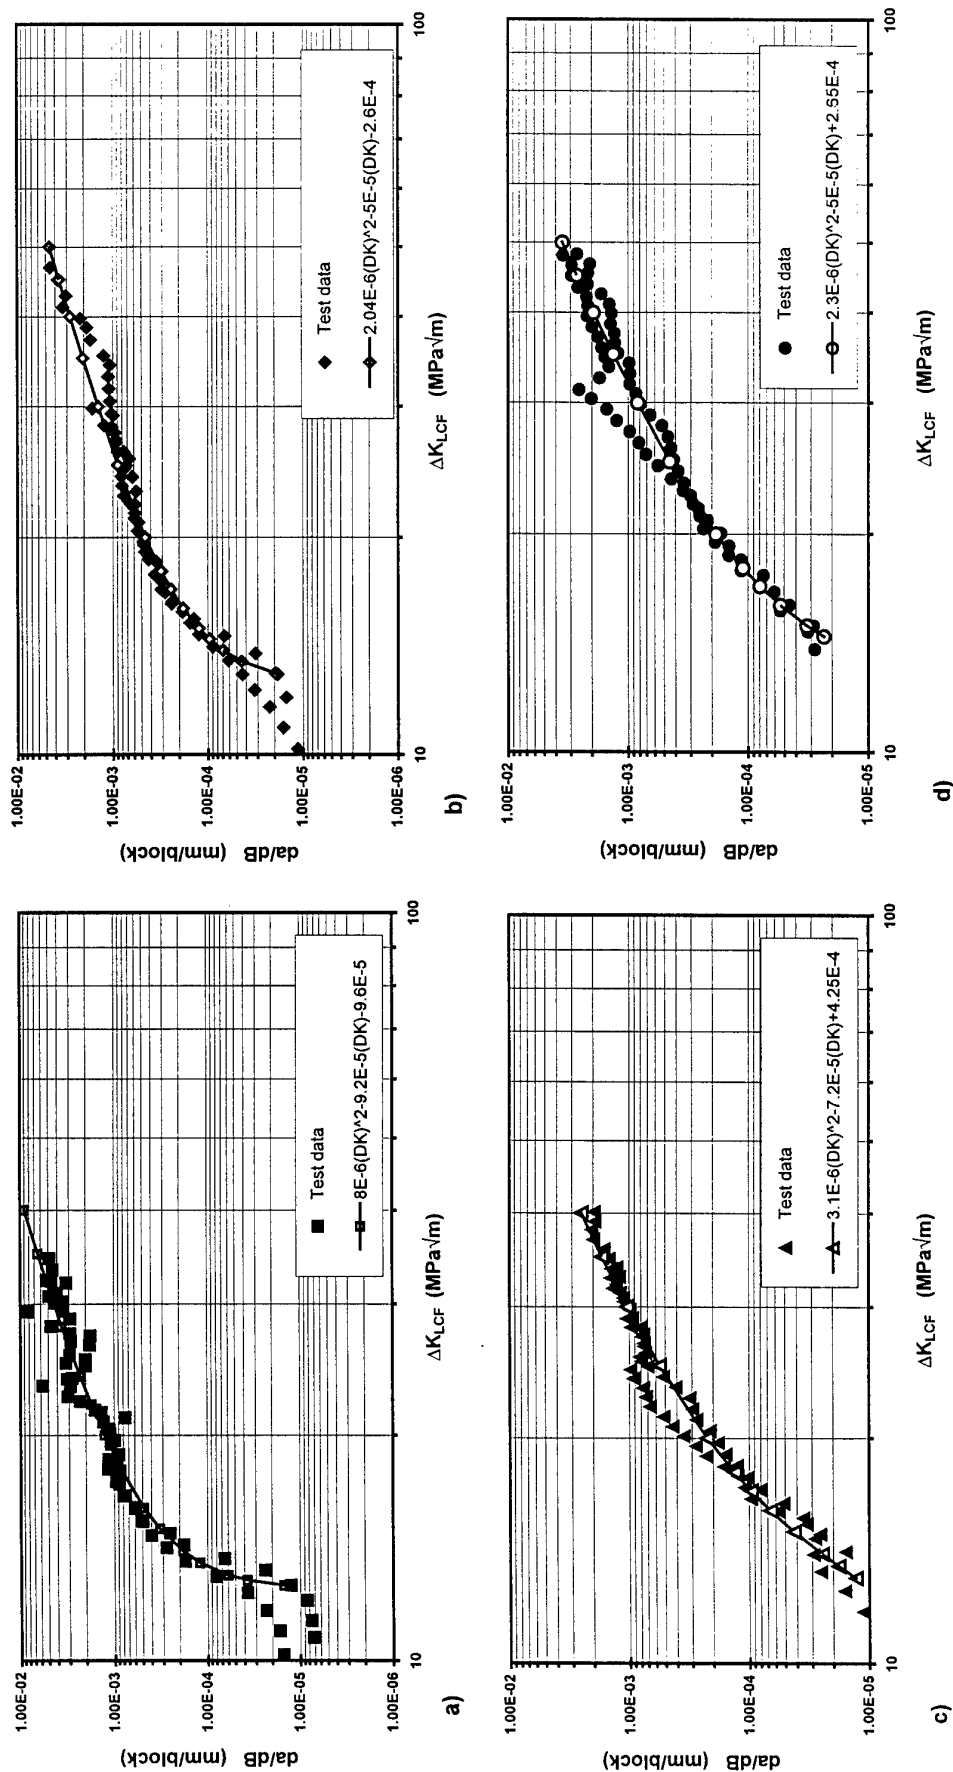 1.00E-02
1.00E-03
1.00E-04
1.00E-05
1.00E-06
da/dB (mm/block)
10
100
ΔK_LCF (MPa√m)
Test data
8E-6(DK)^2-9.2E-5(DK)-9.6E-5
a)
1.00E-02
1.00E-03
1.00E-04
1.00E-05
1.00E-06
da/dB (mm/block)
10
100
ΔK_LCF (MPa√m)
Test data
2.04E-6(DK)^2-5E-5(DK)-2.6E-4
b)
1.00E-02
1.00E-03
1.00E-04
1.00E-05
da/dB (mm/block)
10
100
ΔK_LCF (MPa√m)
Test data
3.1E-6(DK)^2-7.2E-5(DK)+4.25E-4
c)
1.00E-02
1.00E-03
1.00E-04
1.00E-05
da/dB (mm/block)
10
100
ΔK_LCF (MPa√m)
Test data
2.3E-6(DK)^2-5E-5(DK)+2.65E-4
d)